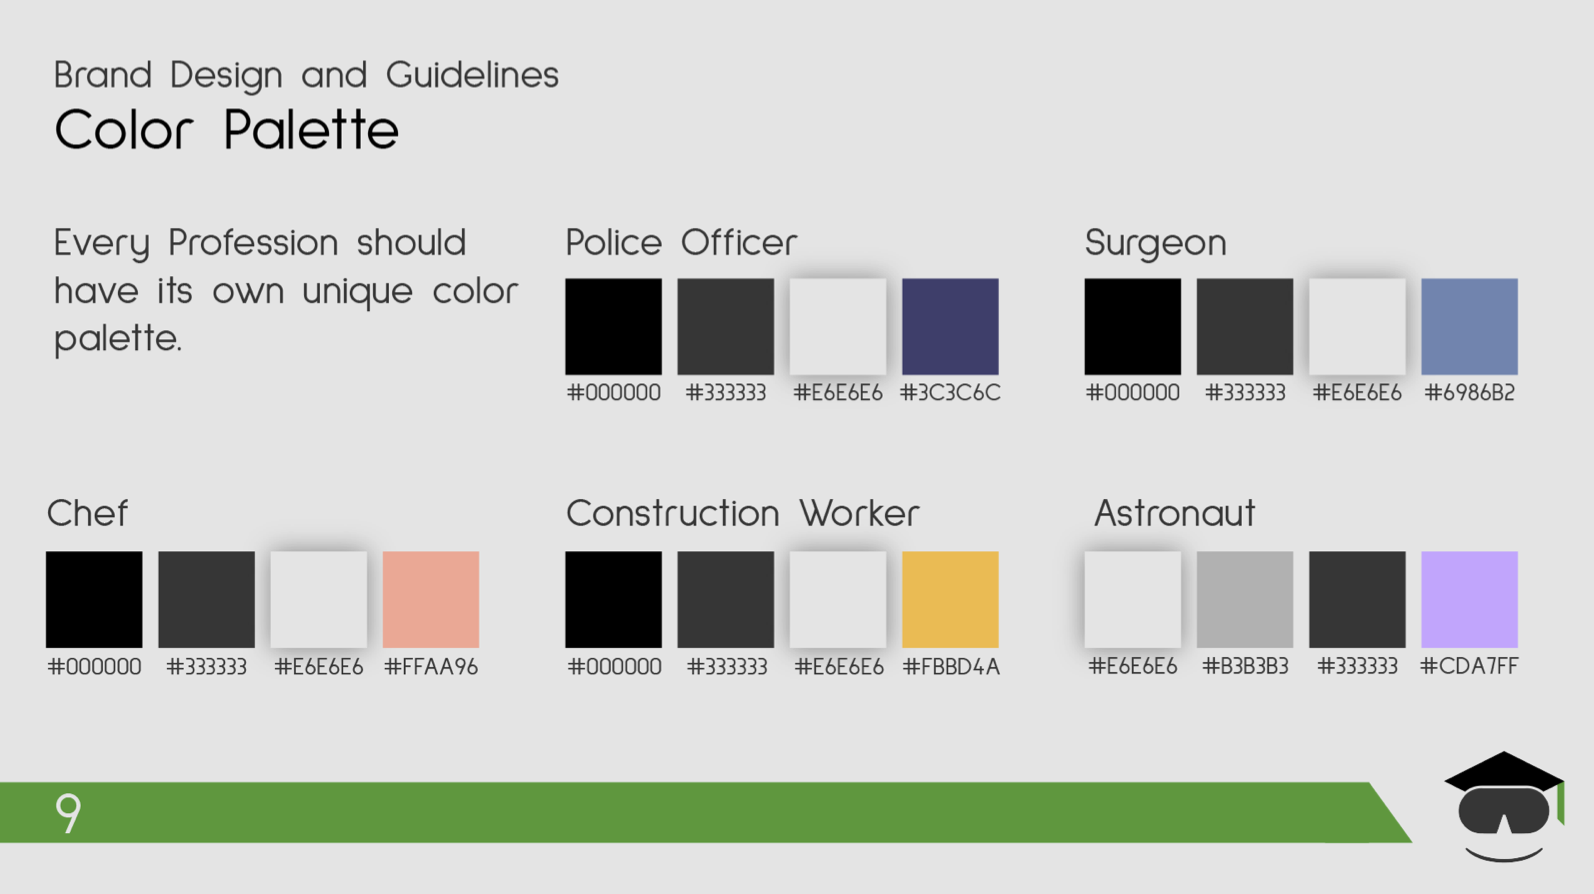 Brand Design and Guidelines
Color Palette
Every Profession should
have its own unique color
palette.
Police Officer
#000000 #333333 #E6E6E6 #3C3C6C
Surgeon
#000000 #333333 #E6E6E6 #6986B2
Chef
#000000 #333333 #E6E6E6 #FFAA96
Construction Worker
#000000 #333333 #E6E6E6 #FBBD4A
Astronaut
#E6E6E6 #B3B3B3 #333333 #CDA7FF
9